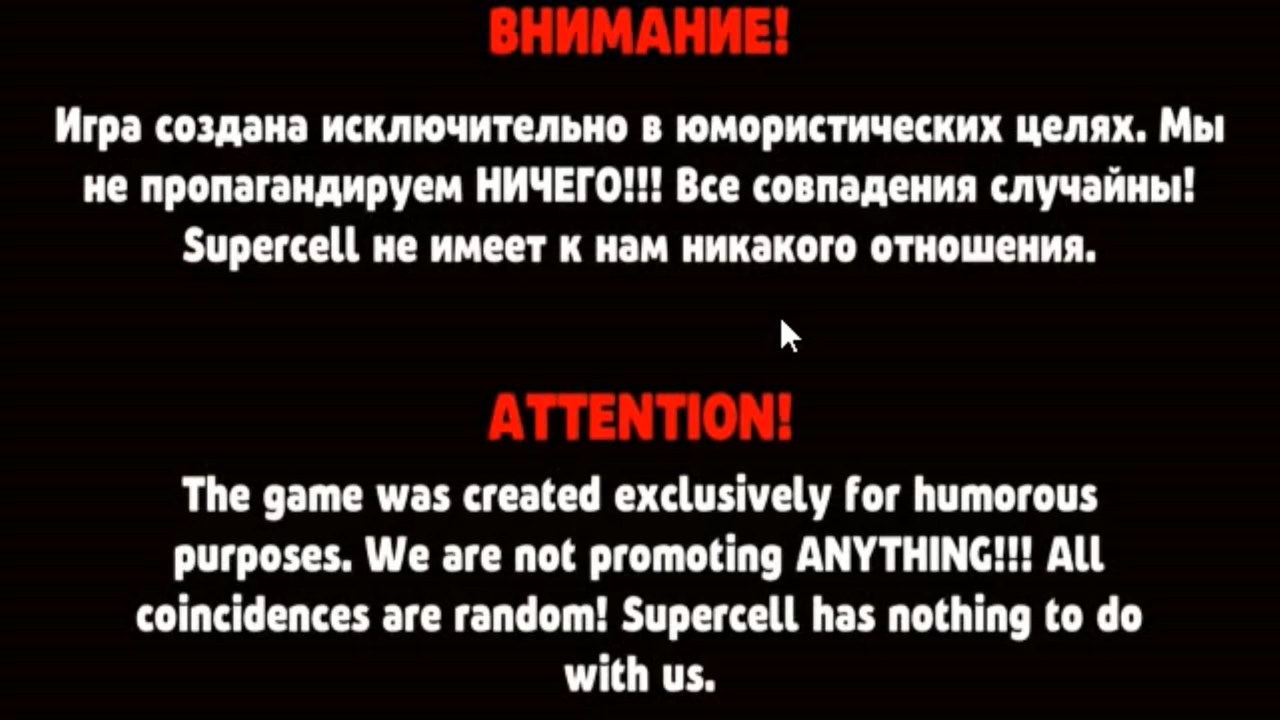 ВНИМАНИЕ!
Игра создана исключительно в юмористических целях. Мы
не пропагандируем НИЧЕГО!!! Все совпадения случайны!
Supercell не имеет к нам никакого отношения.
ATTENTION!
The game was created exclusively for humorous
purposes. We are not promoting ANYTHING!!! All
coincidences are random! Supercell has nothing to do
with us.